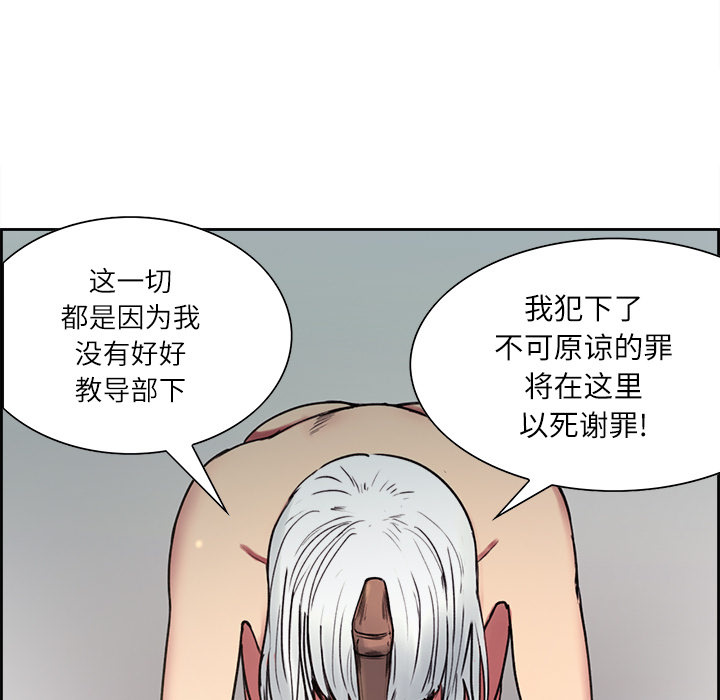 这一切
都是因为我
没有好好
教导部下
我犯下了
不可原谅的罪
将在这里
以死谢罪!